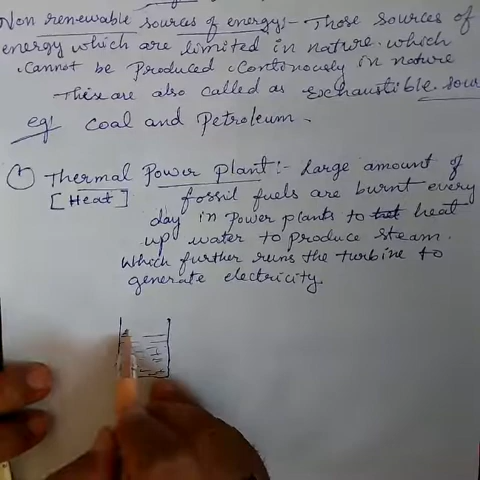 Non renewable sources of energy:- Those sources of
energy which are limited in nature. which
cannot be Produced Continously in nature
These are also called as exhaustible sour
eg! Coal and Petroleum.
Thermal Power Plant:- Large amount of
[Heat] fossil fuels are burnt every
day in Power plants to heat
up water to produce steam.
Which further runs the turbine to
generate electricity.